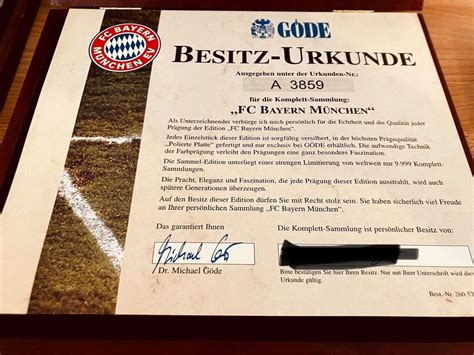 FC BAYERN
MÜNCHEN EV
GÖDE
BESITZ-URKUNDE
Ausgegeben unter der Urkunden-Nr.:
A 3859
für die Komplett-Sammlung:
„FC BAYERN MÜNCHEN“
Als Unterzeichnender verbürge ich mich persönlich für die Echtheit und die Qualität jeder
Prägung der Edition „FC Bayern München“.
Jedes Einzelstück dieser Edition ist sorgfältig versilbert, in der höchsten Prägequalität
„Polierte Platte“ gefertigt und nur exclusiv bei GÖDE erhältlich. Die aufwendige Technik
der Farbprägung verleiht den Prägungen eine ganz besondere Faszination.
Die Sammel-Edition unterliegt einer strengen Limitierung von weltweit nur 9.999 Komplett-
Sammlungen.
Die Pracht, Eleganz und Faszination, die jede Prägung dieser Edition ausstrahlt, wird auch
spätere Generationen überzeugen.
Auf den Besitz dieser Edition dürfen Sie mit Recht stolz sein. Sie haben sicherlich viel Freude
an Ihrer persönlichen Sammlung „FC Bayern München“.
Das garantiert Ihnen
Die Komplett-Sammlung ist persönlicher Besitz von:
Dr. Michael Göde
Bitte bestätigen Sie hier Ihren Besitz. Nur mit Ihrer Unterschrift wird diese
Urkunde gültig.
Best.-Nr. 260-57